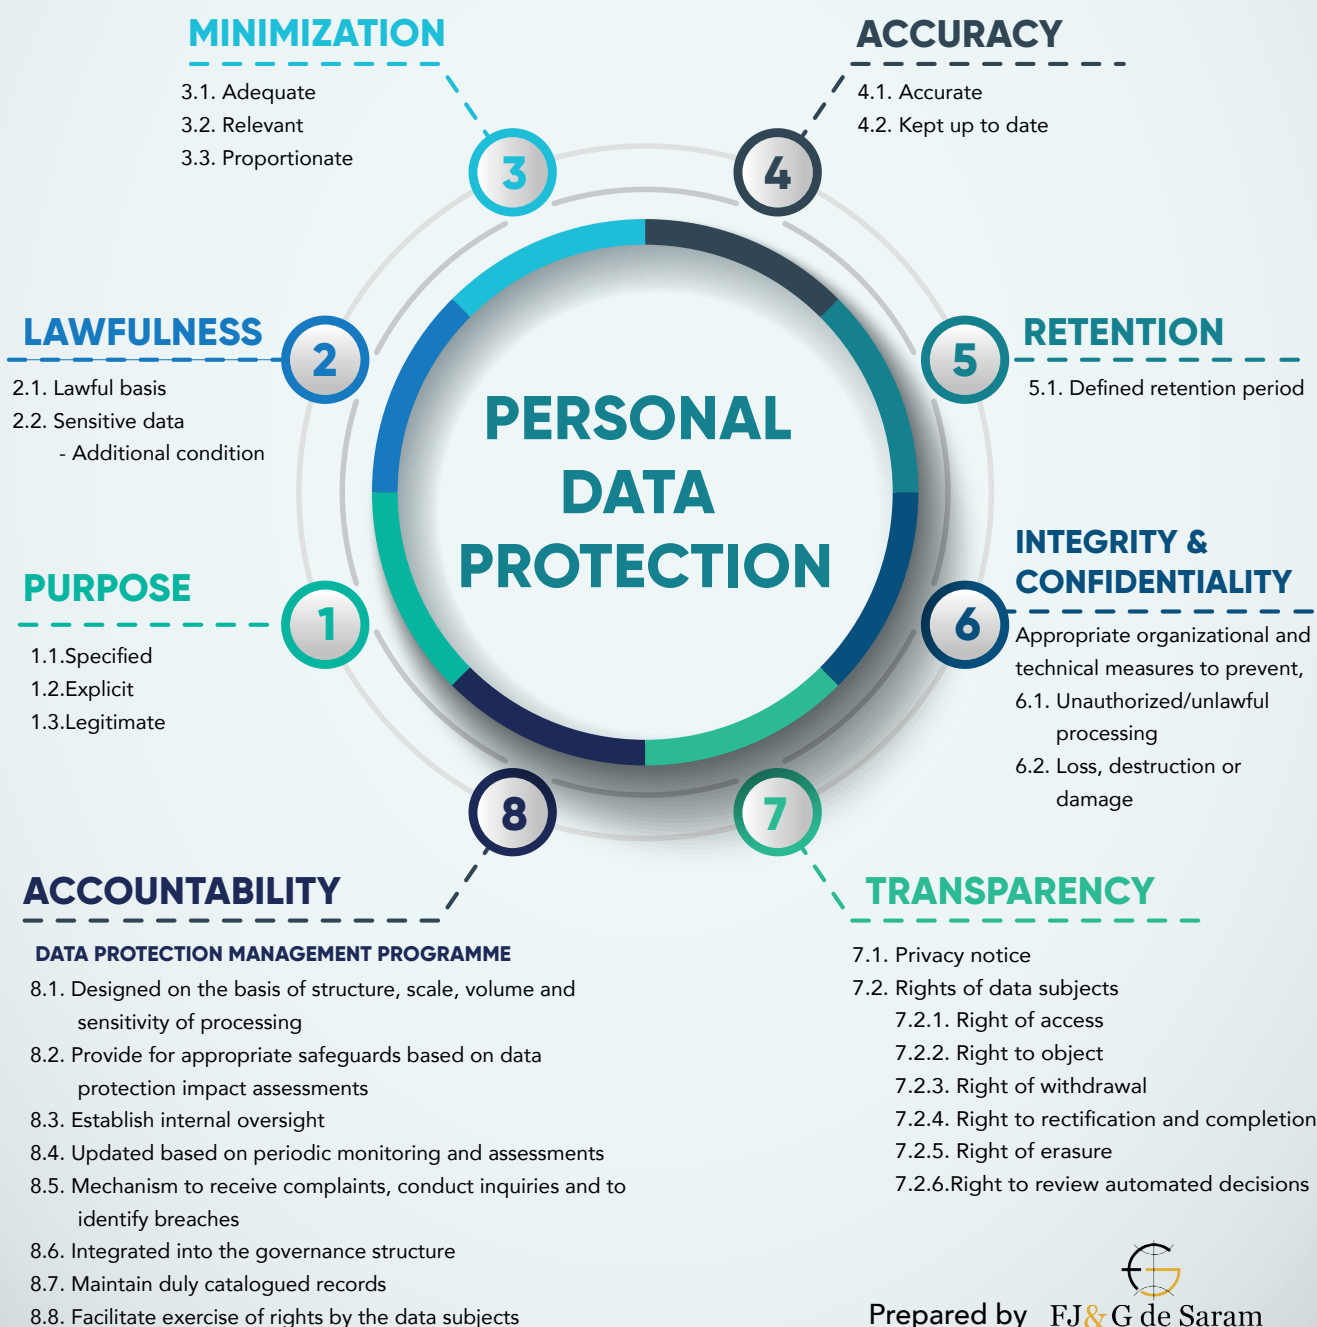 MINIMIZATION
3.1. Adequate
3.2. Relevant
3.3. Proportionate
3
ACCURACY
4.1. Accurate
4.2. Kept up to date
4
LAWFULNESS
2.1. Lawful basis
2.2. Sensitive data
- Additional condition
2
RETENTION
5.1. Defined retention period
5
PERSONAL
DATA
PROTECTION
PURPOSE
1.1.Specified
1.2.Explicit
1.3.Legitimate
1
INTEGRITY &
CONFIDENTIALITY
Appropriate organizational and
technical measures to prevent,
6.1. Unauthorized/unlawful
processing
6.2. Loss, destruction or
damage
6
8
ACCOUNTABILITY
DATA PROTECTION MANAGEMENT PROGRAMME
8.1. Designed on the basis of structure, scale, volume and
sensitivity of processing
8.2. Provide for appropriate safeguards based on data
protection impact assessments
8.3. Establish internal oversight
8.4. Updated based on periodic monitoring and assessments
8.5. Mechanism to receive complaints, conduct inquiries and to
identify breaches
8.6. Integrated into the governance structure
8.7. Maintain duly catalogued records
8.8. Facilitate exercise of rights by the data subjects
7
TRANSPARENCY
7.1. Privacy notice
7.2. Rights of data subjects
7.2.1. Right of access
7.2.2. Right to object
7.2.3. Right of withdrawal
7.2.4. Right to rectification and completion
7.2.5. Right of erasure
7.2.6.Right to review automated decisions
Prepared by FJ&G de Saram